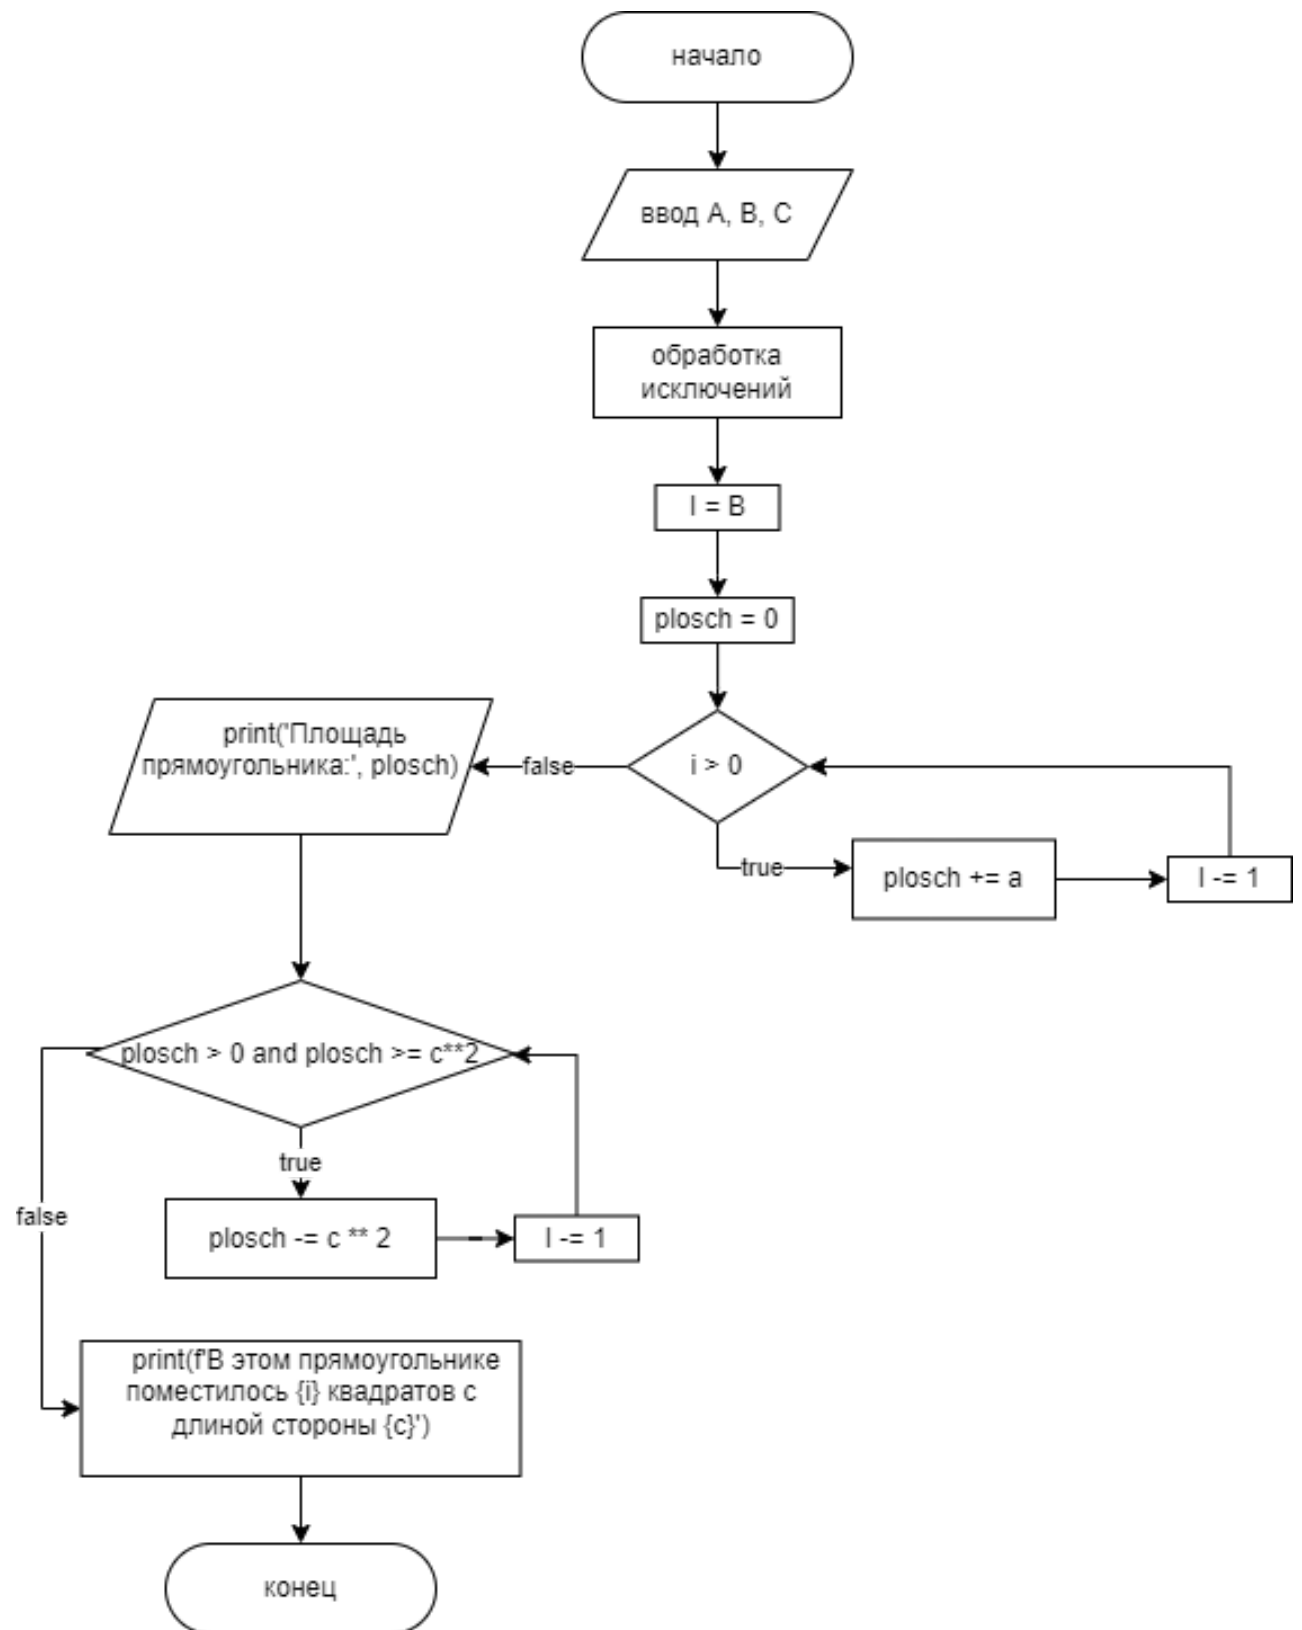 начало
ввод A, B, C
обработка
исключений
I = B
plosch = 0
i > 0
false
true
plosch += a
I -= 1
print('Площадь
прямоугольника:', plosch)
plosch > 0 and plosch >= c**2
true
false
plosch -= c ** 2
I -= 1
print(f'В этом прямоугольнике
поместилось {i} квадратов с
длиной стороны {c}')
конец